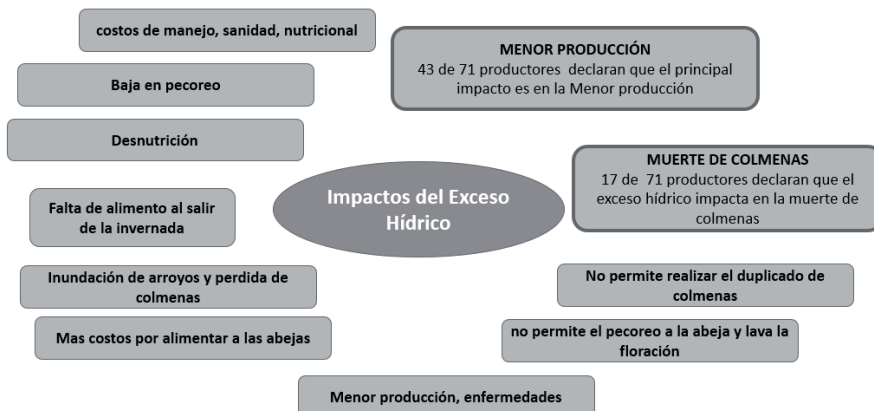 costos de manejo, sanidad, nutricional
MENOR PRODUCCIÓN
43 de 71 productores declaran que el principal
impacto es en la Menor producción
Baja en pecoreo
Desnutrición
MUERTE DE COLMENAS
17 de 71 productores declaran que el
exceso hídrico impacta en la muerte de
colmenas
Impactos del Exceso
Hídrico
Falta de alimento al salir
de la invernada
Inundación de arroyos y perdida de
colmenas
No permite realizar el duplicado de
colmenas
Mas costos por alimentar a las abejas
no permite el pecoreo a la abeja y lava la
floración
Menor producción, enfermedades